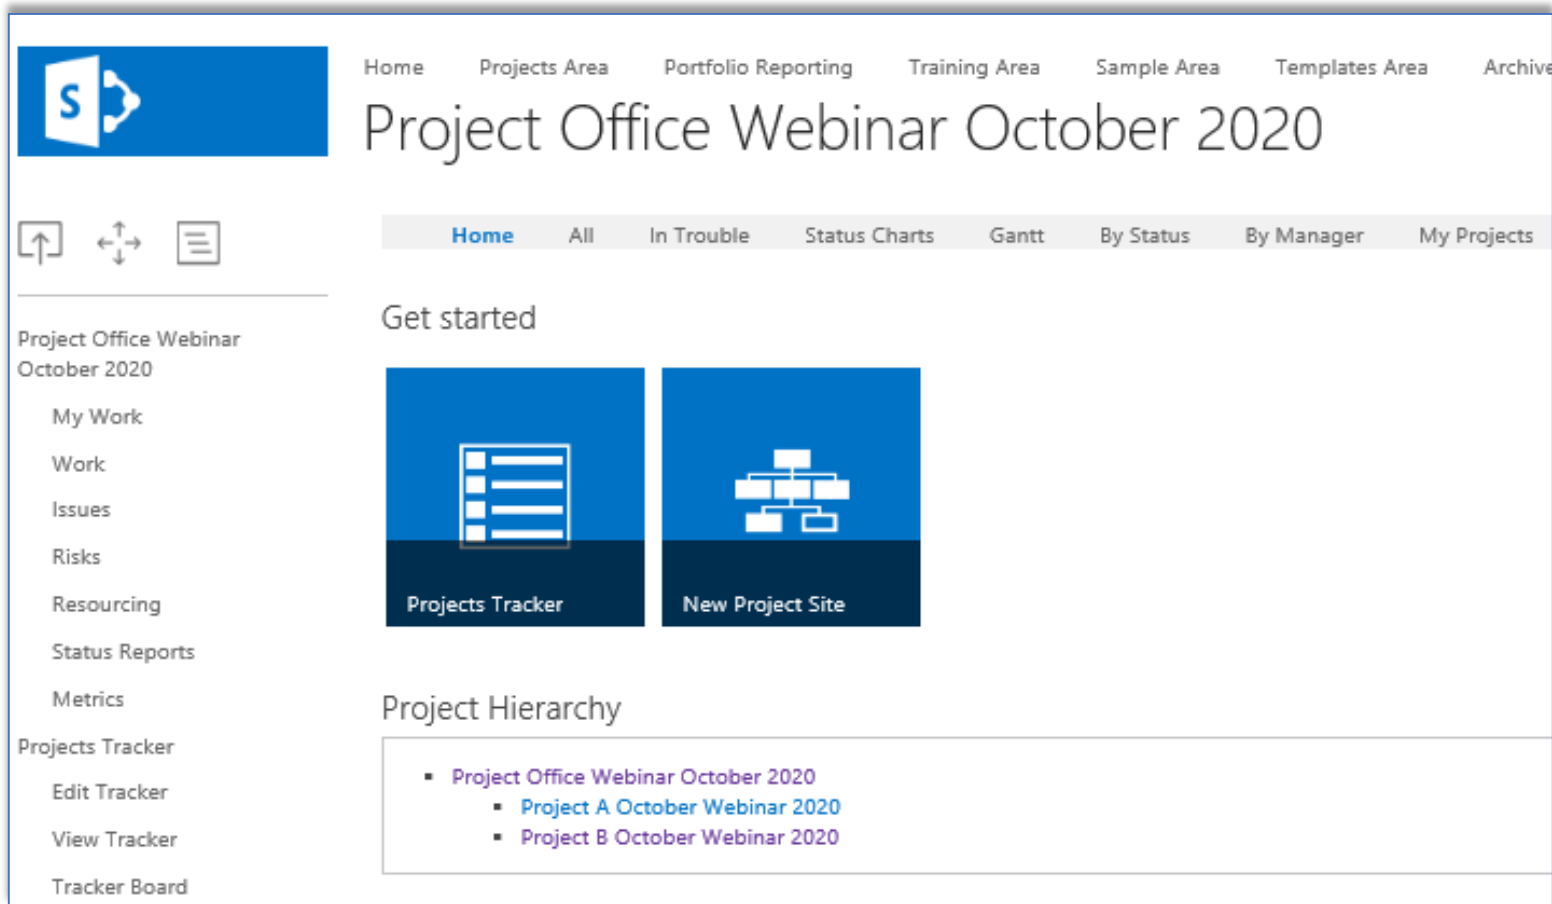 S
Home Projects Area Portfolio Reporting Training Area Sample Area Templates Area Archive
Project Office Webinar October 2020
Home All In Trouble Status Charts Gantt By Status By Manager My Projects
Project Office Webinar
October 2020
My Work
Work
Issues
Risks
Resourcing
Status Reports
Metrics
Projects Tracker
Edit Tracker
View Tracker
Tracker Board
Get started
Projects Tracker
New Project Site
Project Hierarchy
Project Office Webinar October 2020
Project A October Webinar 2020
Project B October Webinar 2020